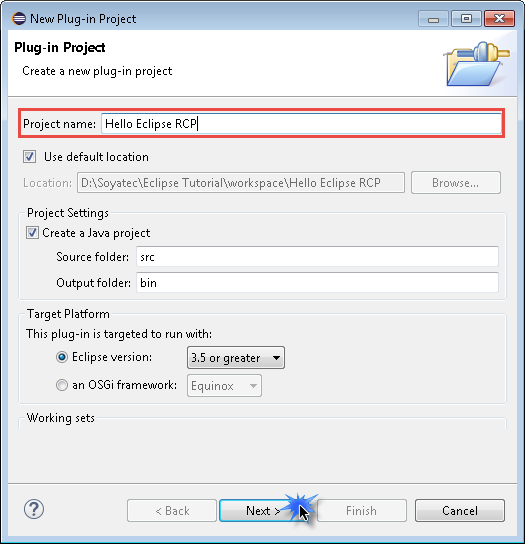 New Plug-in Project
Plug-in Project
Create a new plug-in project
Project name: Hello Eclipse RCP
Use default location
Location: D:\Soyatec\Eclipse Tutorial\workspace\Hello Eclipse RCP Browse...
Project Settings
Create a Java project
Source folder: src
Output folder: bin
Target Platform
This plug-in is targeted to run with:
Eclipse version: 3.5 or greater
an OSGi framework: Equinox
Working sets
? < Back Next > Finish Cancel